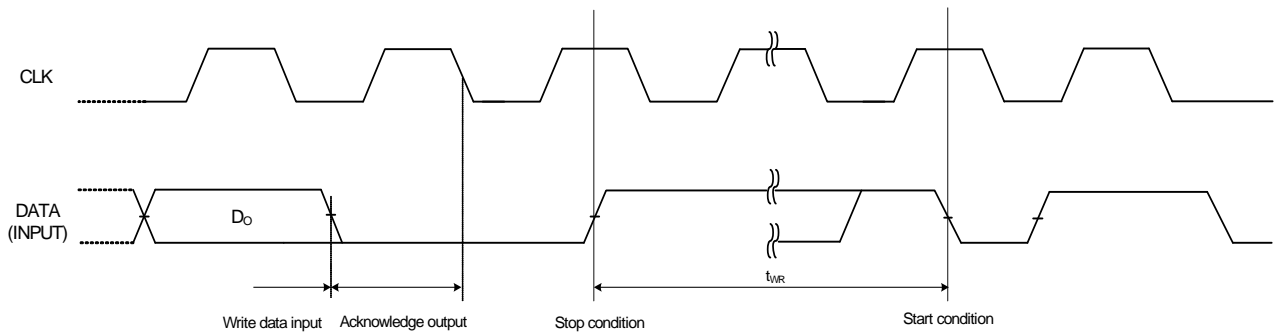 CLK
DATA
(INPUT)
DO
tWR
Write data input
Acknowledge output
Stop condition
Start condition